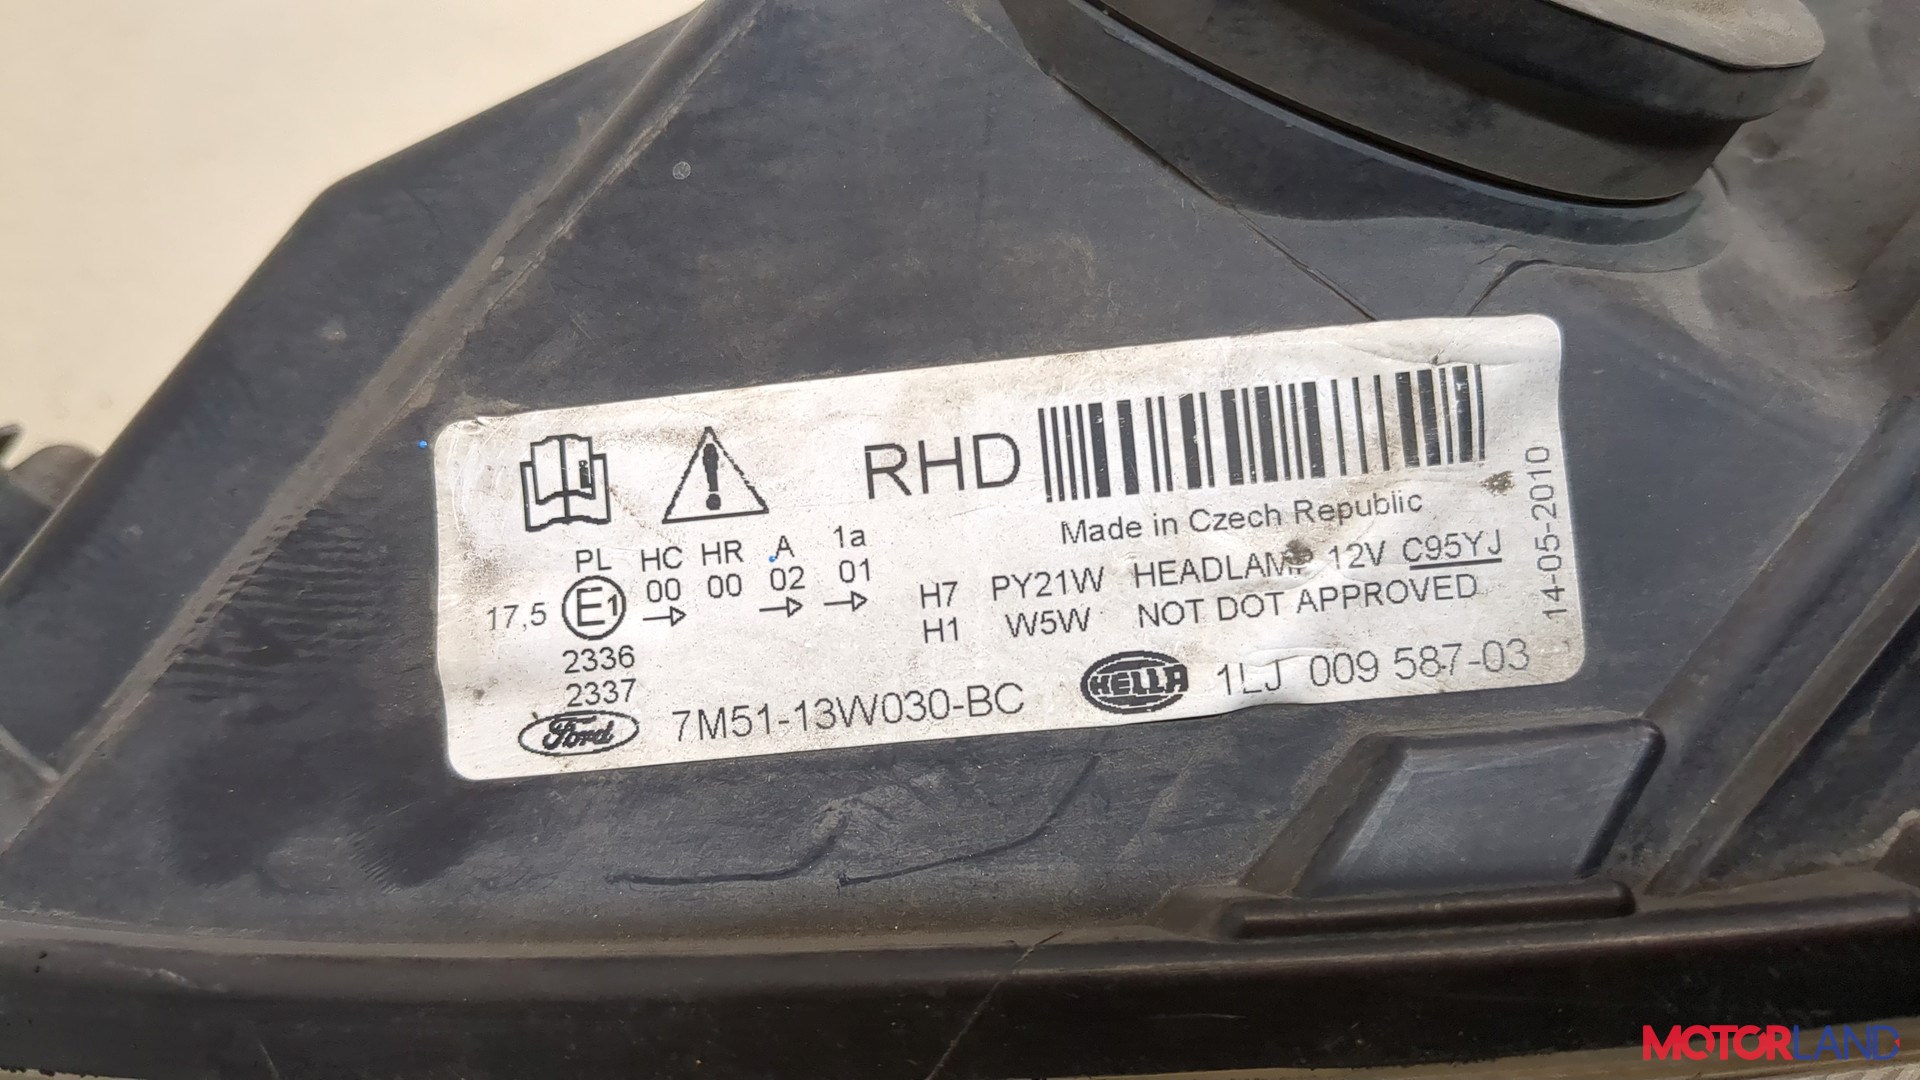 RHD
Made in Czech Republic
PL HC HR A 1a
17,5 E1 00 00 02 01
2336
2337
H7 PY21W HEADLAMP 12V C95YJ
H1 W5W NOT DOT APPROVED
14-05-2010
Ford 7M51-13W030-BC HELLA 1LJ 009 587-03
MOTORLAND